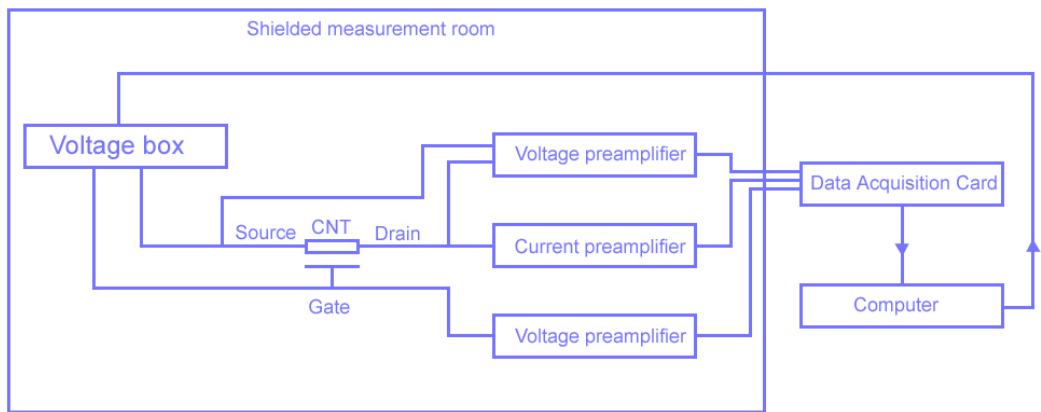 Shielded measurement room
Voltage box
Voltage preamplifier
Data Acquisition Card
Source
CNT
Drain
Current preamplifier
Gate
Computer
Voltage preamplifier